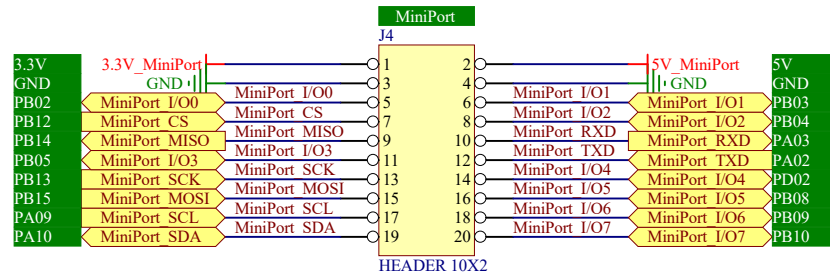 MiniPort
J4
3.3V 3.3V_MiniPort 1 2 5V_MiniPort 5V
GND GND 3 4 GND GND
PB02 MiniPort_I/O0 MiniPort_I/O0 5 6 MiniPort_I/O1 MiniPort_I/O1 PB03
PB12 MiniPort_CS MiniPort_CS 7 8 MiniPort_I/O2 MiniPort_I/O2 PB04
PB14 MiniPort_MISO MiniPort_MISO 9 10 MiniPort_RXD MiniPort_RXD PA03
PB05 MiniPort_I/O3 MiniPort_I/O3 11 12 MiniPort_TXD MiniPort_TXD PA02
PB13 MiniPort_SCK MiniPort_SCK 13 14 MiniPort_I/O4 MiniPort_I/O4 PD02
PB15 MiniPort_MOSI MiniPort_MOSI 15 16 MiniPort_I/O5 MiniPort_I/O5 PB08
PA09 MiniPort_SCL MiniPort_SCL 17 18 MiniPort_I/O6 MiniPort_I/O6 PB09
PA10 MiniPort_SDA MiniPort_SDA 19 20 MiniPort_I/O7 MiniPort_I/O7 PB10
HEADER 10X2